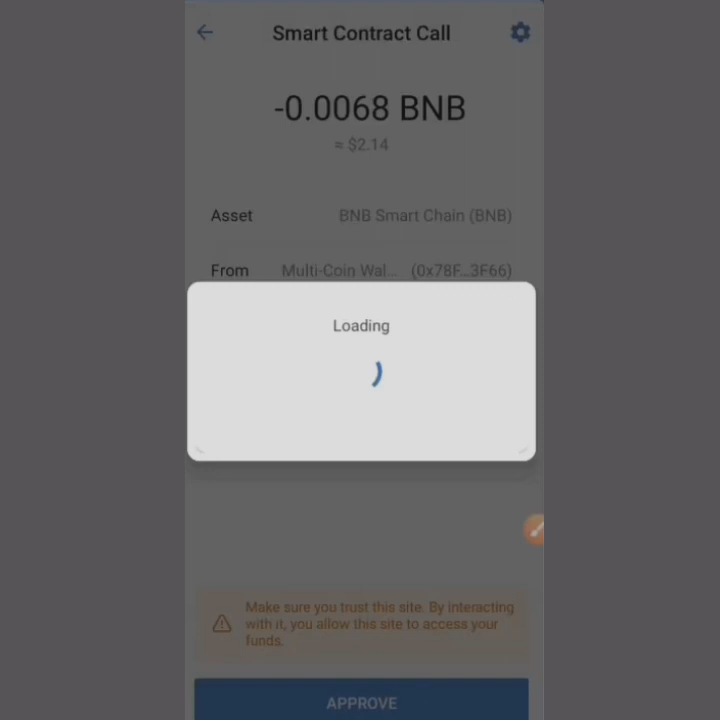 Smart Contract Call
-0.0068 BNB
≈ $2.14
Asset BNB Smart Chain (BNB)
From Multi-Coin Wal... (0x78F...3F66)
Loading
Make sure you trust this site. By interacting
with it, you allow this site to access your
funds.
APPROVE